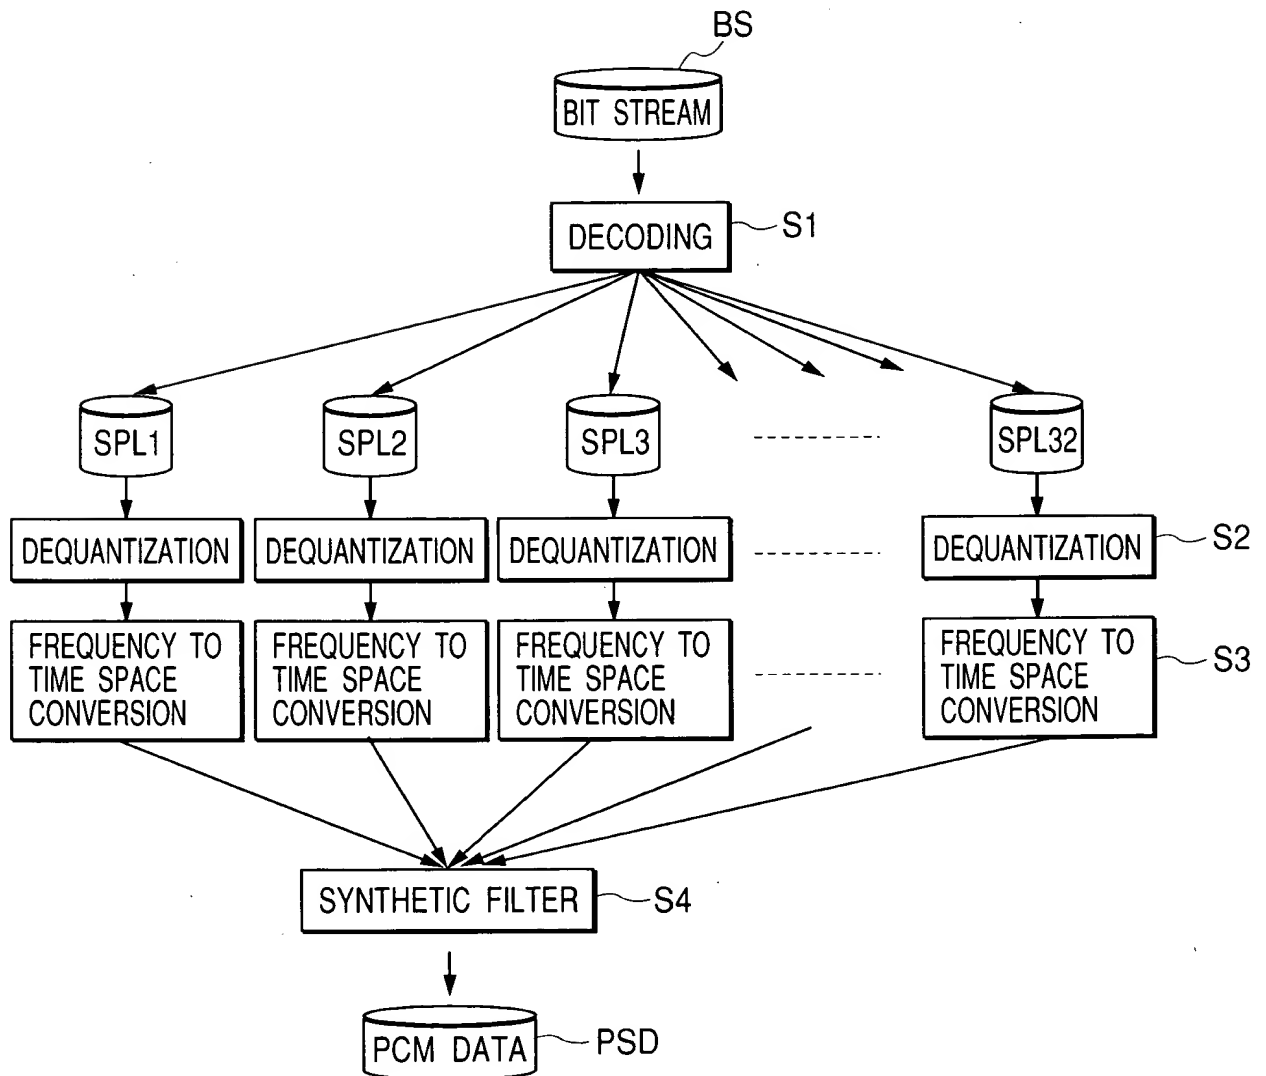 BS
BIT STREAM
DECODING
S1
SPL1
SPL2
SPL3
SPL32
DEQUANTIZATION
DEQUANTIZATION
DEQUANTIZATION
DEQUANTIZATION
S2
FREQUENCY TO
TIME SPACE
CONVERSION
FREQUENCY TO
TIME SPACE
CONVERSION
FREQUENCY TO
TIME SPACE
CONVERSION
FREQUENCY TO
TIME SPACE
CONVERSION
S3
SYNTHETIC FILTER
S4
PCM DATA
PSD